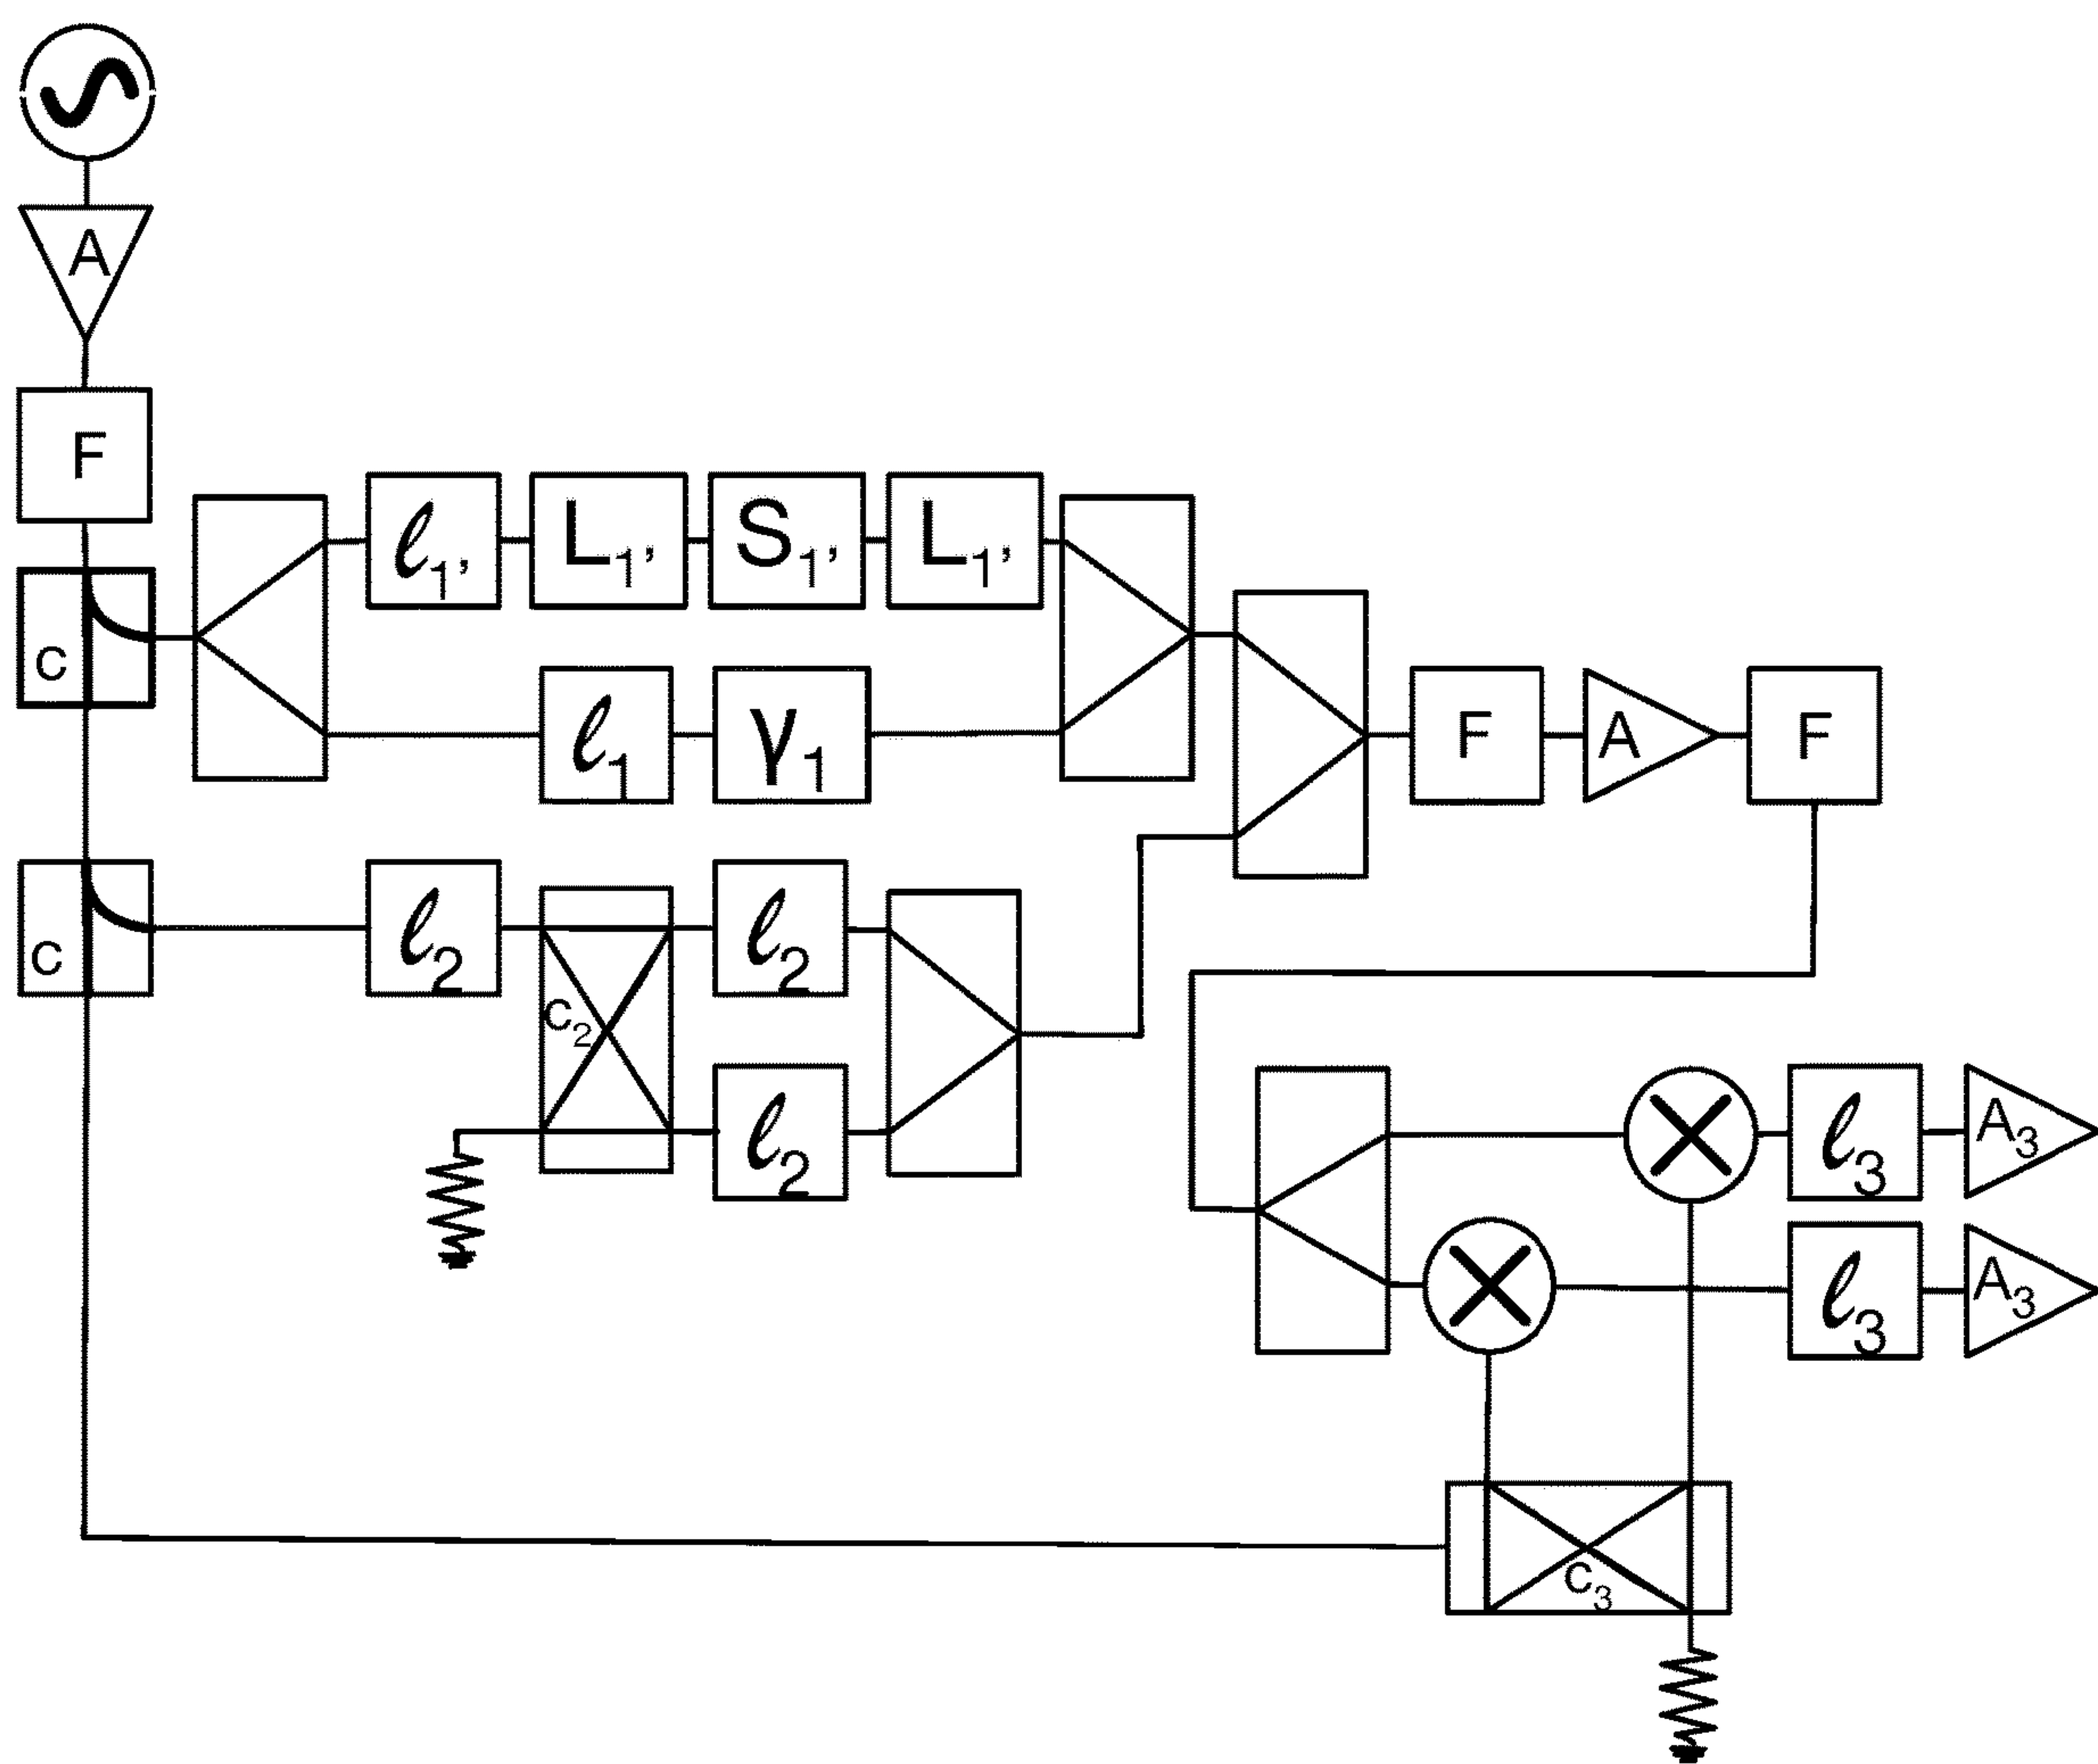 A
F
ℓ1' L1' S1' L1'
C
ℓ1 γ1
F A F
C
ℓ2
ℓ2
C2
ℓ2
ℓ3 A3
ℓ3 A3
C3